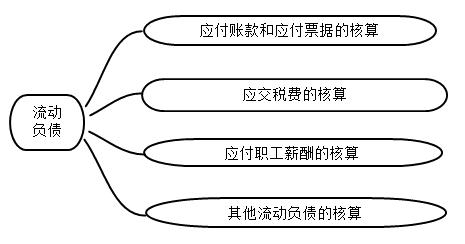 流动
负债
应付账款和应付票据的核算
应交税费的核算
应付职工薪酬的核算
其他流动负债的核算